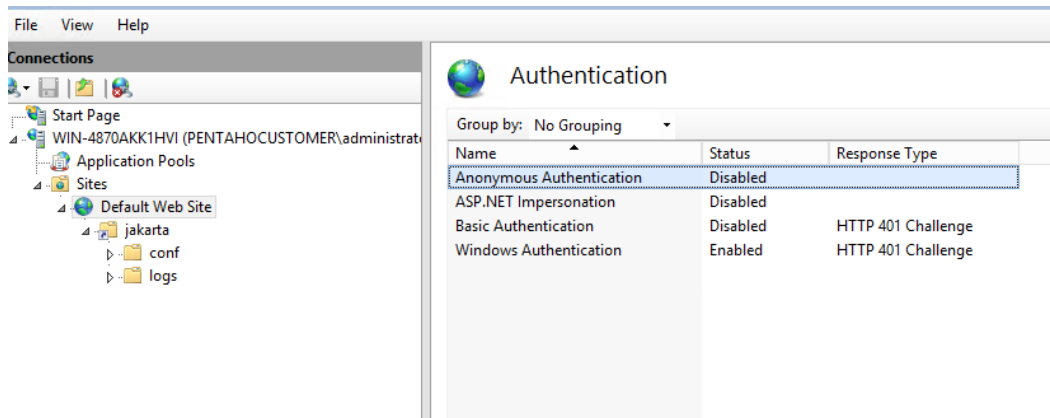 File View Help
Connections
Start Page
WIN-4870AKK1HVI (PENTAHOCUSTOMER\administrat
Application Pools
Sites
Default Web Site
jakarta
conf
logs
Authentication
Group by: No Grouping
Name Status Response Type
Anonymous Authentication Disabled
ASP.NET Impersonation Disabled
Basic Authentication Disabled HTTP 401 Challenge
Windows Authentication Enabled HTTP 401 Challenge